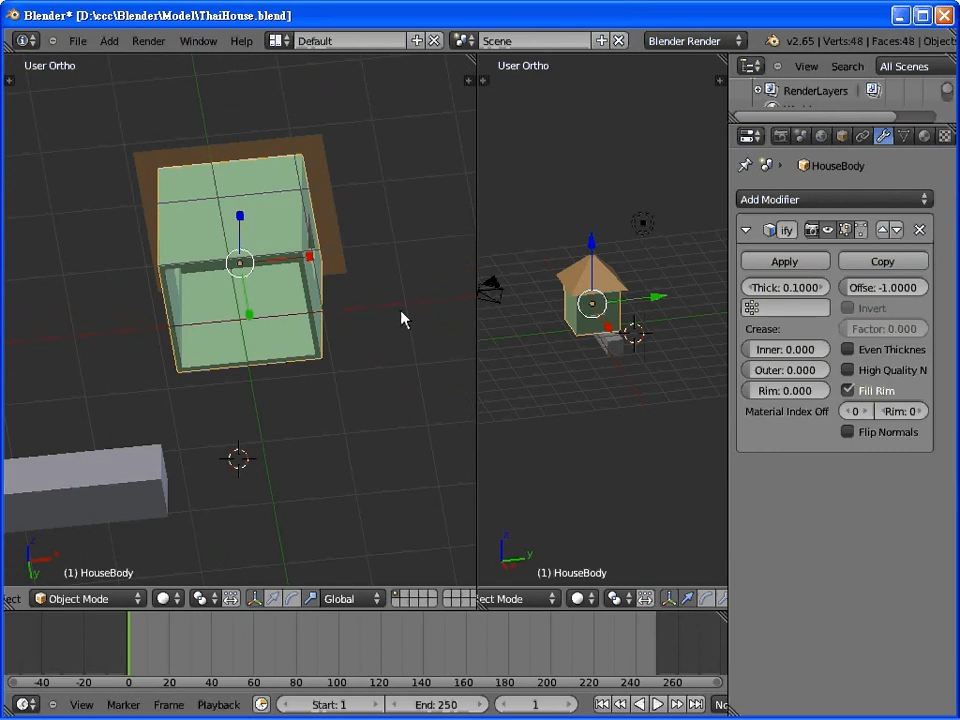 Blender* [D:\ccc\Blender\Model\ThaiHouse.blend]
File Add Render Window Help Default Scene Blender Render v2.65 | Verts:48 | Faces:48 | Objects
User Ortho
User Ortho
View Search All Scenes
RenderLayers
HouseBody
Add Modifier
ify
Apply Copy
Thick: 0.1000 Offse: -1.0000
Invert
Crease: Factor: 0.000
Inner: 0.000 Even Thicknes
Outer: 0.000 High Quality N
Rim: 0.000 Fill Rim
Material Index Off 0 Rim: 0
Flip Normals
z x y
z y
(1) HouseBody
(1) HouseBody
ect Object Mode Global
ect Mode
-40 -20 0 20 40 60 80 100 120 140 160 180 200 220 240 260
View Marker Frame Playback Start: 1 End: 250 1 No